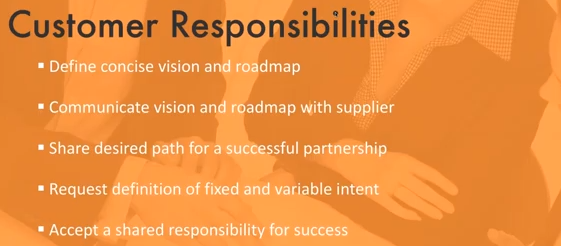 Customer Responsibilities
▪ Define concise vision and roadmap
▪ Communicate vision and roadmap with supplier
▪ Share desired path for a successful partnership
▪ Request definition of fixed and variable intent
▪ Accept a shared responsibility for success